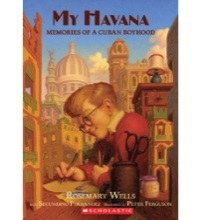 MY HAVANA
MEMORIES OF A CUBAN BOYHOOD
ROSEMARY WELLS
WITH SECUNDINO FERNANDEZ Illustrated by PETER FERGUSON
SCHOLASTIC